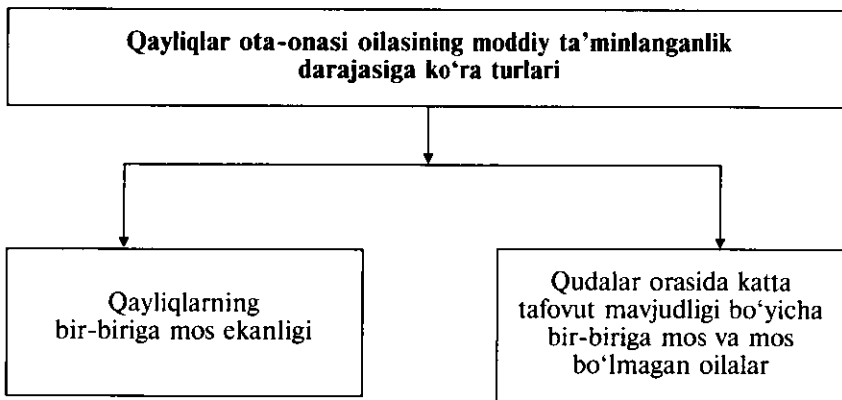 Qayliqlar ota-onasi oilasining moddiy ta’minlanganlik
darajasiga ko‘ra turlari
Qayliqlarning
bir-biriga mos ekanligi
Qudalar orasida katta
tafovut mavjudligi bo‘yicha
bir-biriga mos va mos
bo‘lmagan oilalar